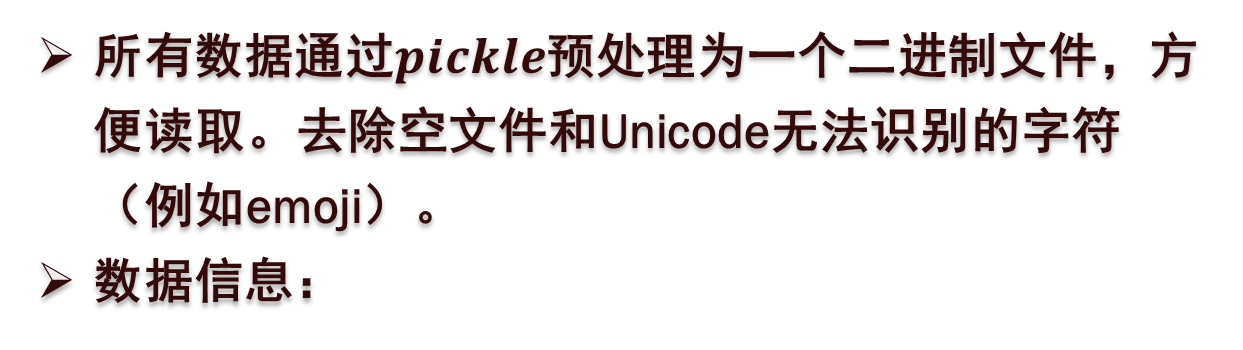 ➢ 所有数据通过pickle预处理为一个二进制文件，方
便读取。去除空文件和Unicode无法识别的字符
（例如emoji）。
➢ 数据信息：